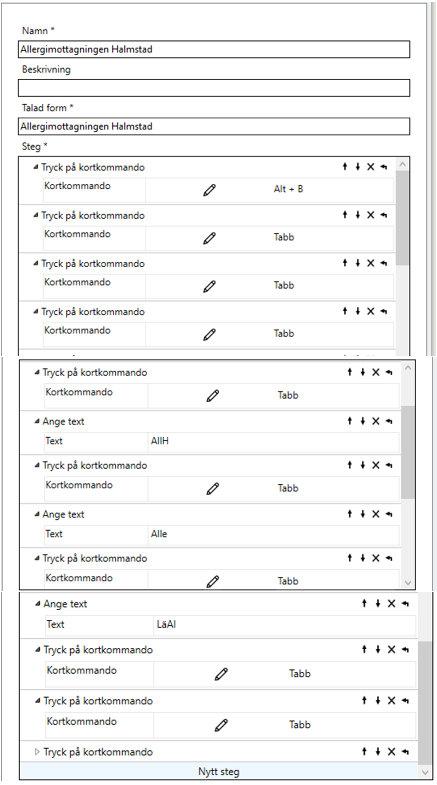 Namn *
Allergimottagningen Halmstad
Beskrivning
Talad form *
Allergimottagningen Halmstad
Steg *
Tryck på kortkommando
Kortkommando Alt + B
Tryck på kortkommando
Kortkommando Tabb
Tryck på kortkommando
Kortkommando Tabb
Tryck på kortkommando
Kortkommando Tabb
Tryck på kortkommando
Kortkommando Tabb
Ange text
Text AllH
Tryck på kortkommando
Kortkommando Tabb
Ange text
Text Alle
Tryck på kortkommando
Kortkommando Tabb
Ange text
Text LäAl
Tryck på kortkommando
Kortkommando Tabb
Tryck på kortkommando
Kortkommando Tabb
Tryck på kortkommando
Nytt steg